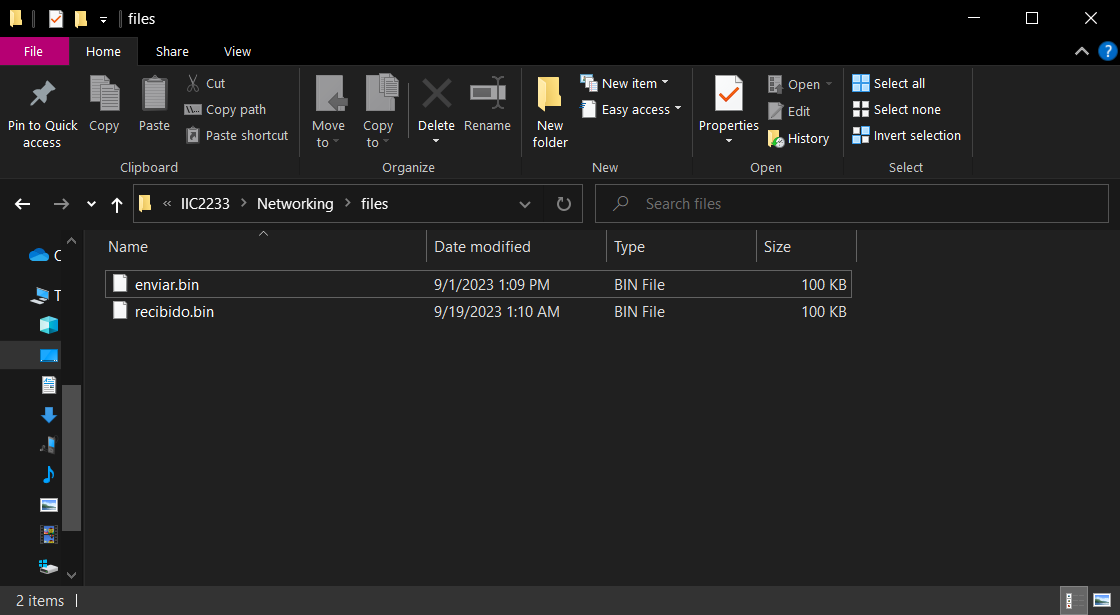 files
File Home Share View
Pin to Quick access
Copy
Paste
Cut
Copy path
Paste shortcut
Clipboard
Move to
Copy to
Delete
Rename
Organize
New folder
New item
Easy access
New
Properties
Open
Edit
History
Open
Select all
Select none
Invert selection
Select
« IIC2233 > Networking > files
Search files
Name Date modified Type Size
enviar.bin 9/1/2023 1:09 PM BIN File 100 KB
recibido.bin 9/19/2023 1:10 AM BIN File 100 KB
2 items